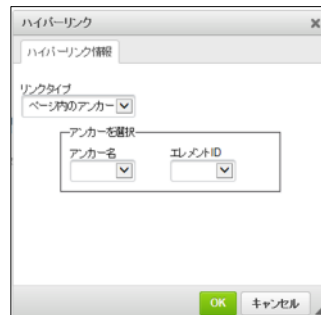 ハイパーリンク
ハイパーリンク情報
リンクタイプ
ページ内のアンカー
アンカーを選択
アンカー名 エレメントID
OK キャンセル